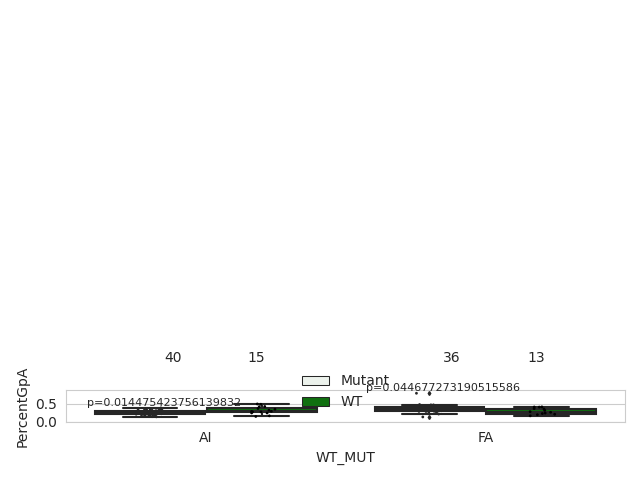 40
15
36
13
Mutant
p=0.044677273190515586
p=0.014475423756139832
WT
0.5
0.0
PercentGpA
AI
FA
WT_MUT